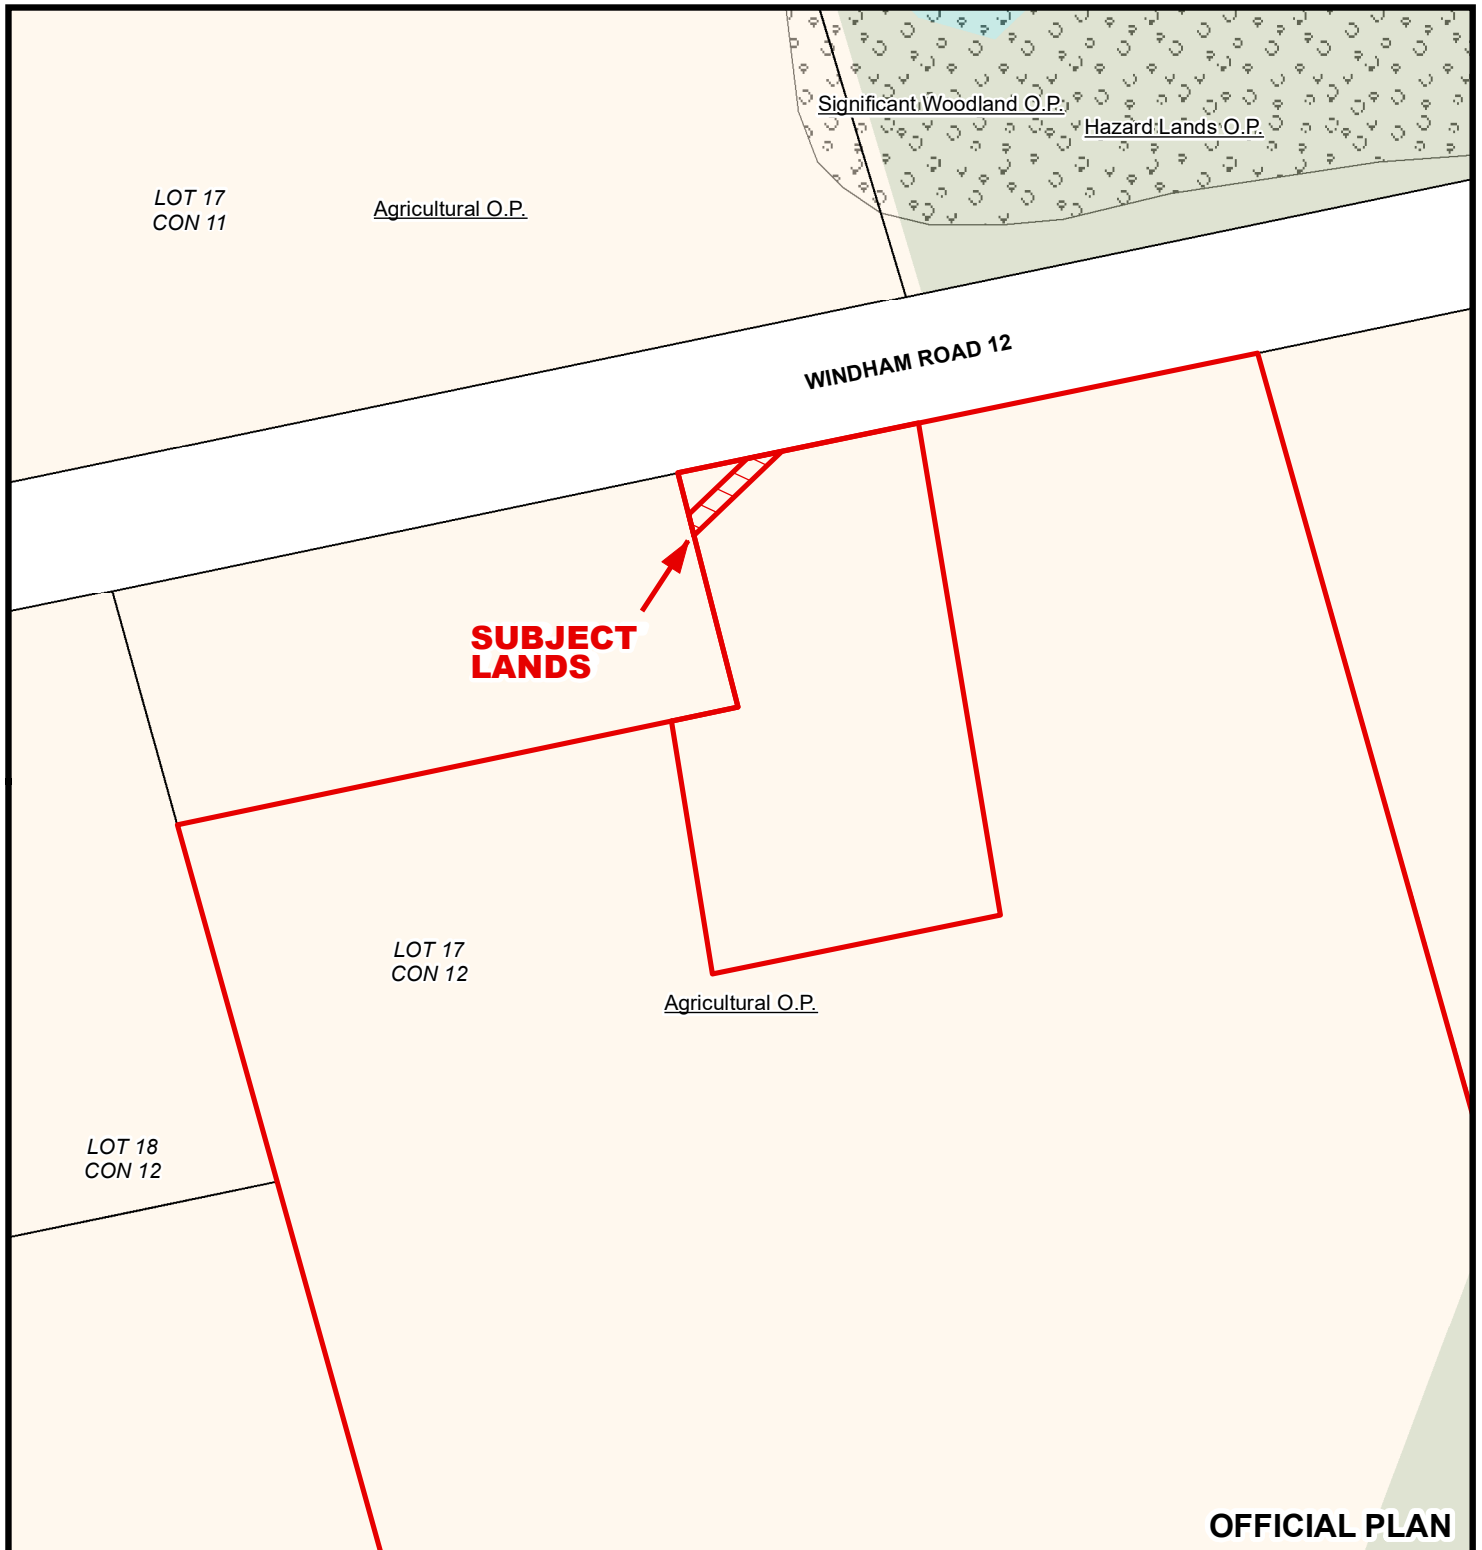 Significant Woodland O.P.
Hazard Lands O.P.
LOT 17
CON 11
Agricultural O.P.
WINDHAM ROAD 12
SUBJECT
LANDS
LOT 17
CON 12
Agricultural O.P.
LOT 18
CON 12
OFFICIAL PLAN